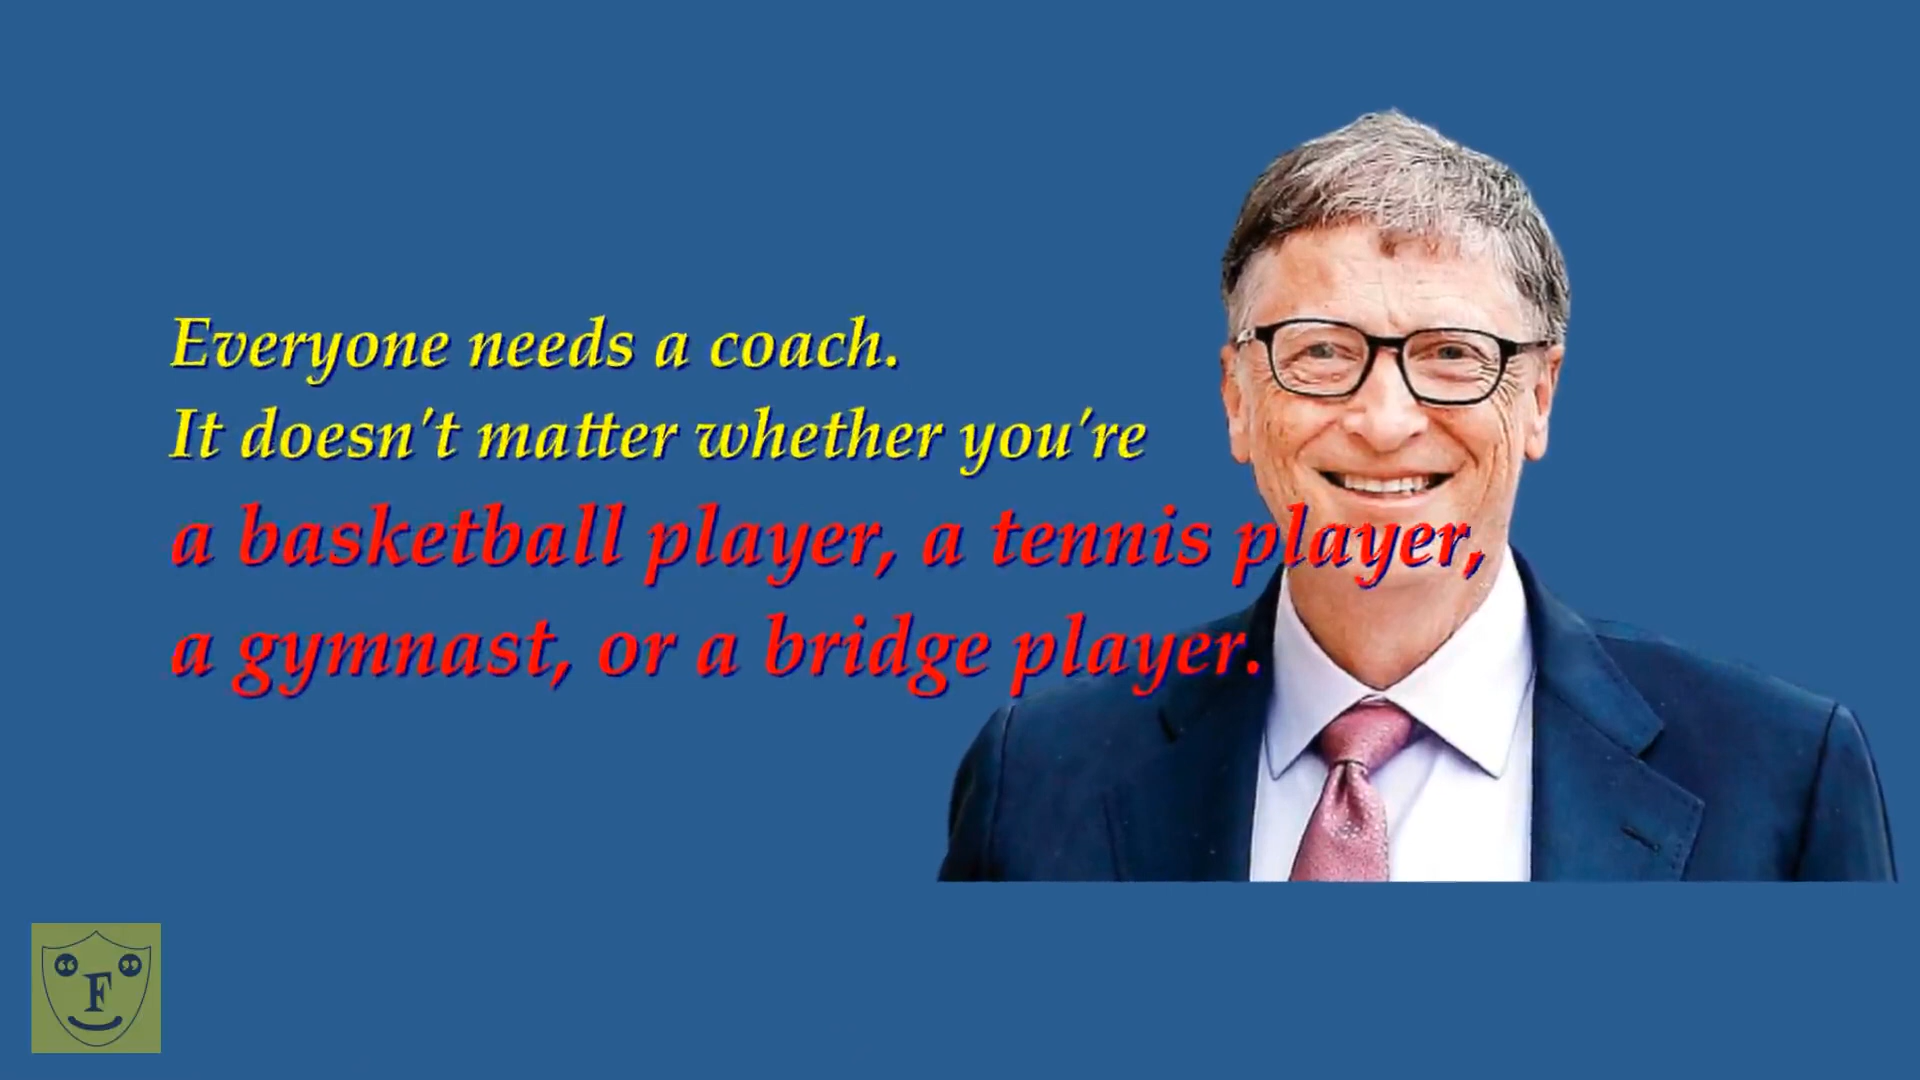 Everyone needs a coach.
It doesn't matter whether you're
a basketball player, a tennis player,
a gymnast, or a bridge player.
“F”